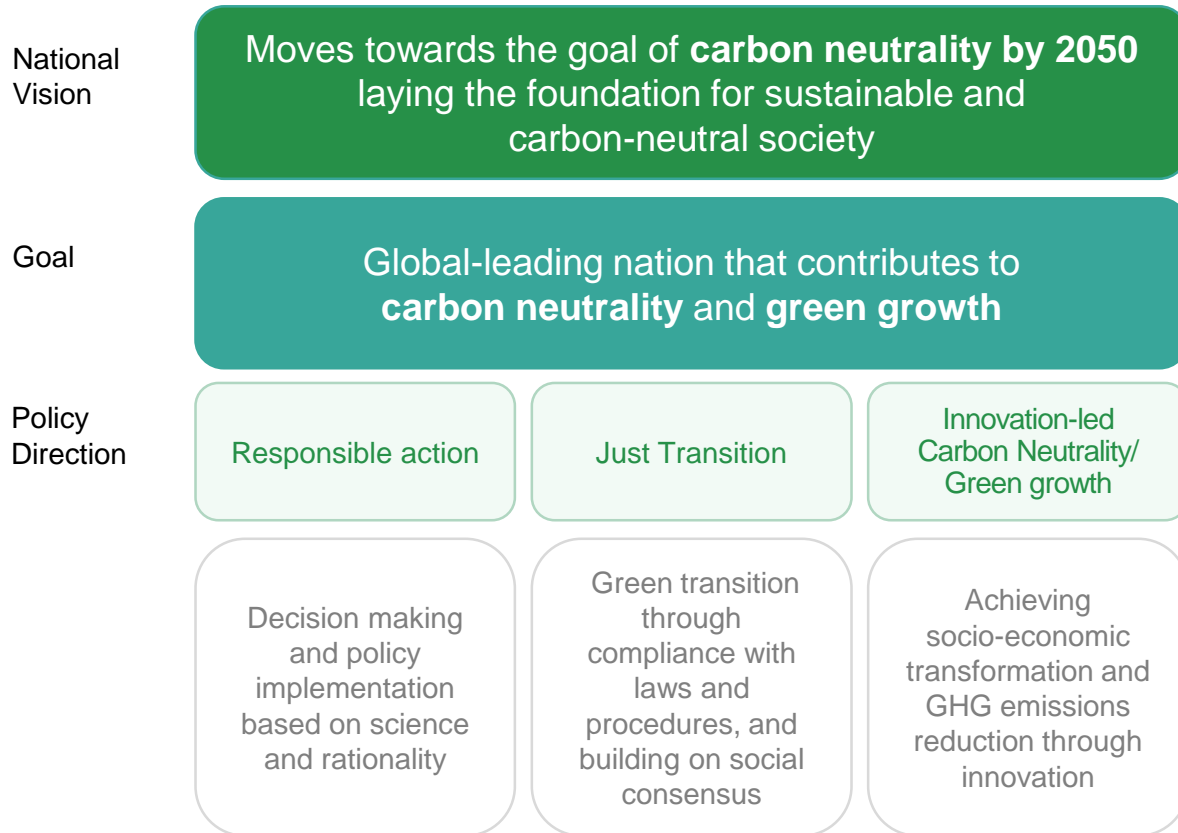 National
Vision
Moves towards the goal of carbon neutrality by 2050
laying the foundation for sustainable and
carbon-neutral society
Goal
Global-leading nation that contributes to
carbon neutrality and green growth
Policy
Direction
Responsible action
Just Transition
Innovation-led
Carbon Neutrality/
Green growth
Decision making
and policy
implementation
based on science
and rationality
Green transition
through
compliance with
laws and
procedures, and
building on social
consensus
Achieving
socio-economic
transformation and
GHG emissions
reduction through
innovation